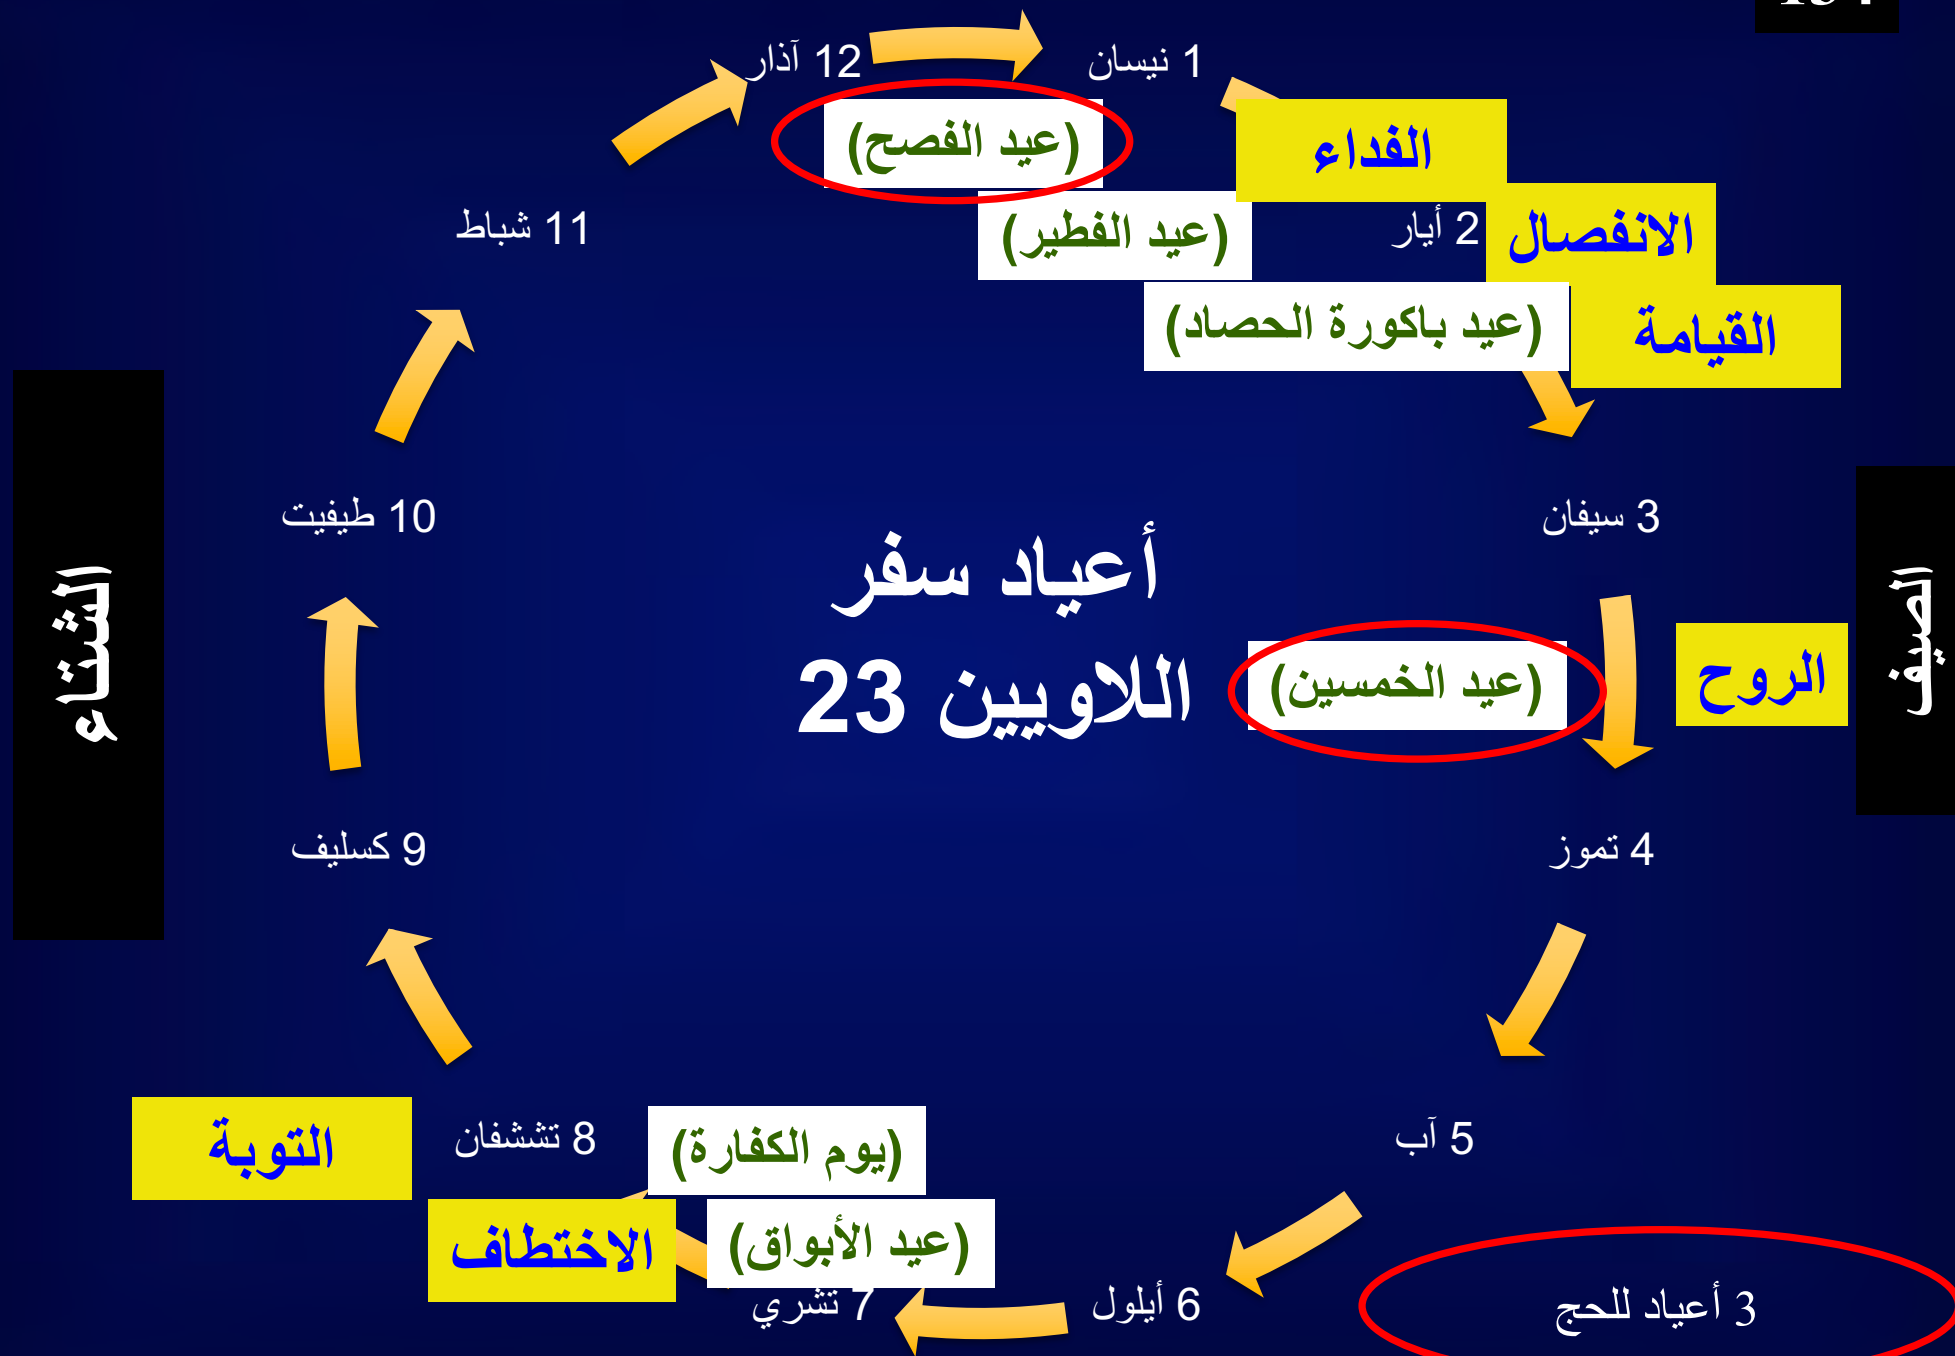 12 آذار
1 نيسان
(عيد الفصح)
الفداء
11 شباط
(عيد الفطير)
2 أيار
الانفصال
(عيد باكورة الحصاد)
القيامة
10 طيفيت
3 سيفان
أعياد سفر
اللاويين 23
(عيد الخمسين)
الروح
الصيف
الشتاء
9 كسليف
4 تموز
التوبة
8 تششفان
(يوم الكفارة)
5 آب
الاختطاف
(عيد الأبواق)
7 تشري
6 أيلول
3 أعياد للحج